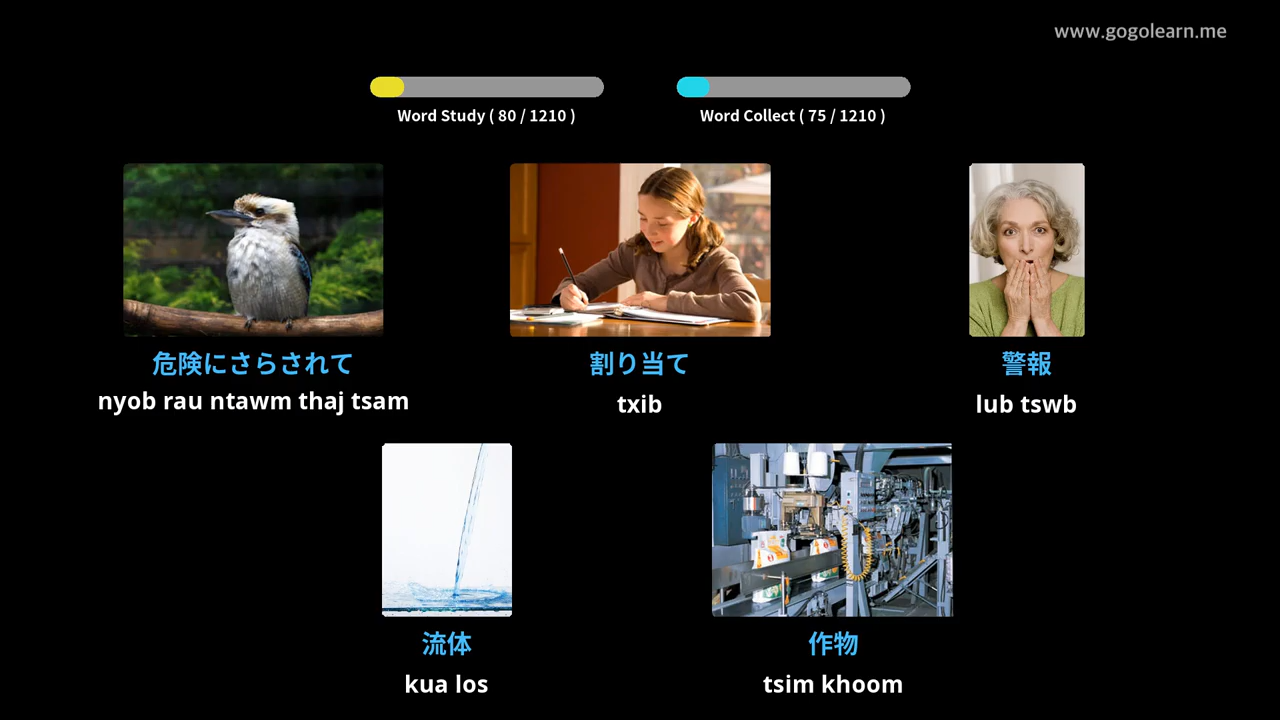 www.gogolearn.me
Word Study ( 80 / 1210 )
Word Collect ( 75 / 1210 )
危険にさらされて
nyob rau ntawm thaj tsam
割り当て
txib
警報
lub tswb
流体
kua los
作物
tsim khoom